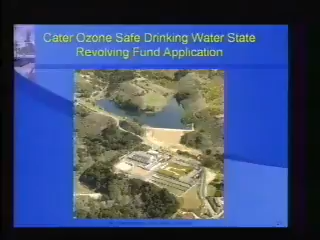 Cater Ozone Safe Drinking Water State
Revolving Fund Application